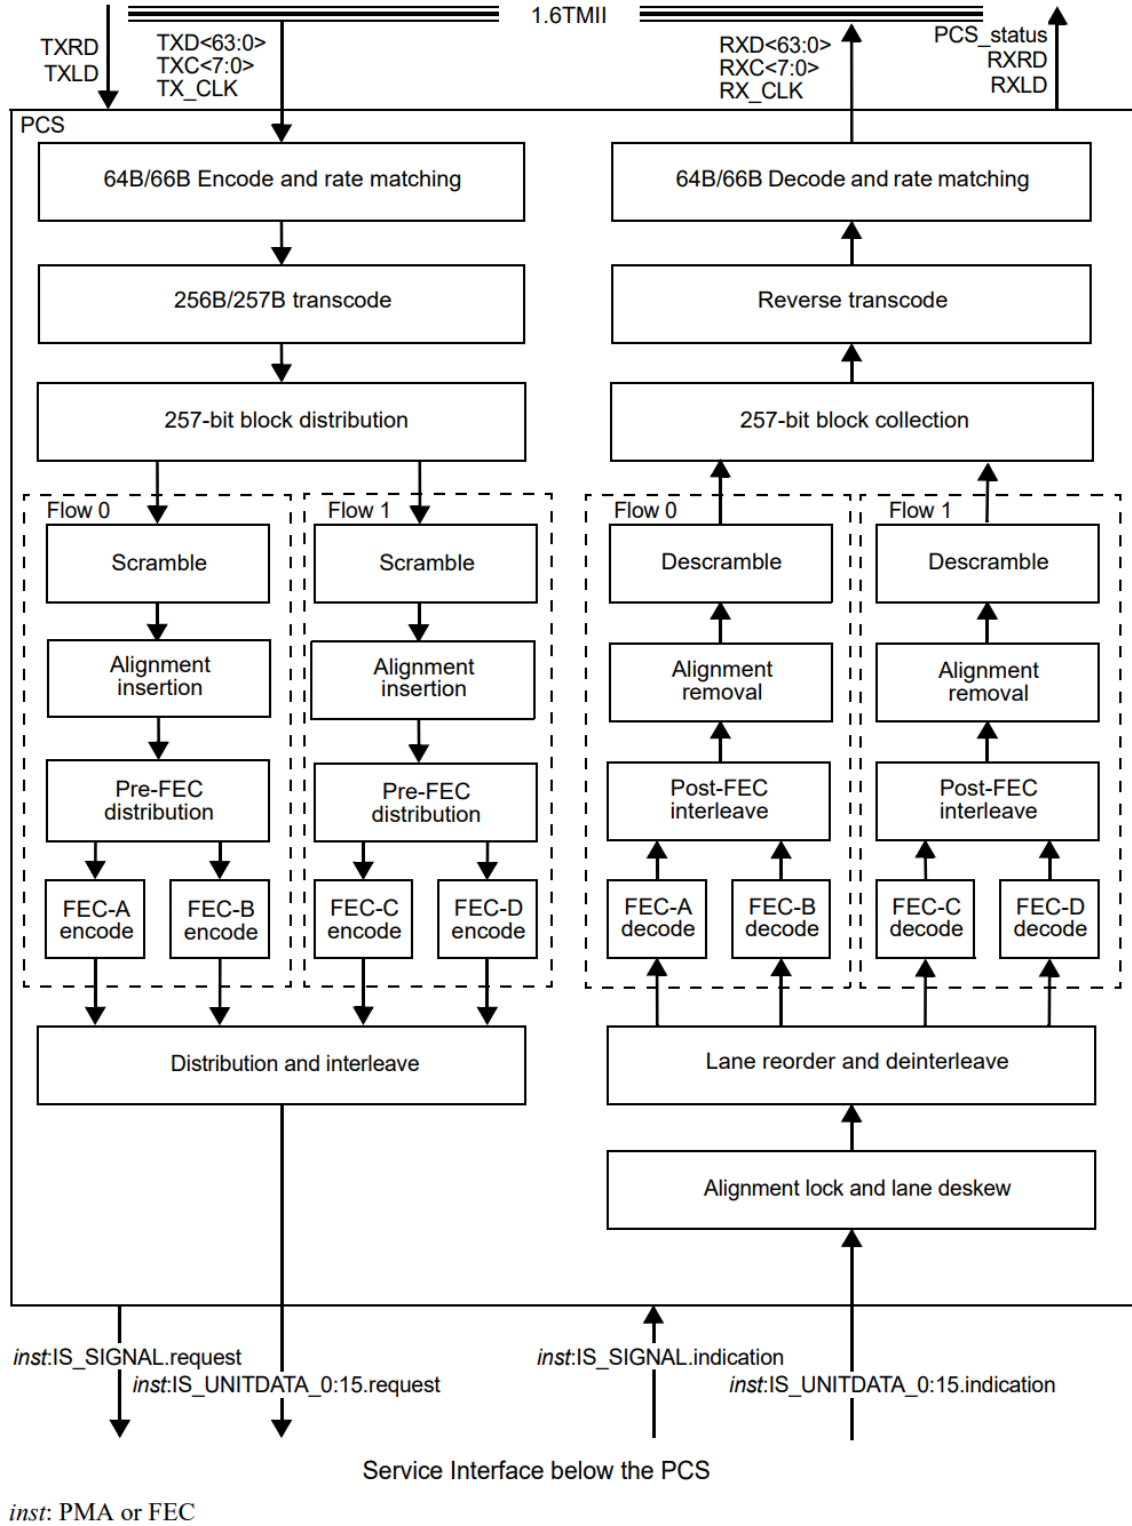 1.6TMII
TXRD
TXLD
TXD<63:0>
TXC<7:0>
TX_CLK
RXD<63:0>
RXC<7:0>
RX_CLK
PCS_status
RXRD
RXLD
PCS
64B/66B Encode and rate matching
64B/66B Decode and rate matching
256B/257B transcode
Reverse transcode
257-bit block distribution
257-bit block collection
Flow 0
Flow 1
Flow 0
Flow 1
Scramble
Scramble
Descramble
Descramble
Alignment
insertion
Alignment
insertion
Alignment
removal
Alignment
removal
Pre-FEC
distribution
Pre-FEC
distribution
Post-FEC
interleave
Post-FEC
interleave
FEC-A
encode
FEC-B
encode
FEC-C
encode
FEC-D
encode
FEC-A
decode
FEC-B
decode
FEC-C
decode
FEC-D
decode
Distribution and interleave
Lane reorder and deinterleave
Alignment lock and lane deskew
inst:IS_SIGNAL.request
inst:IS_UNITDATA_0:15.request
inst:IS_SIGNAL.indication
inst:IS_UNITDATA_0:15.indication
Service Interface below the PCS
inst: PMA or FEC